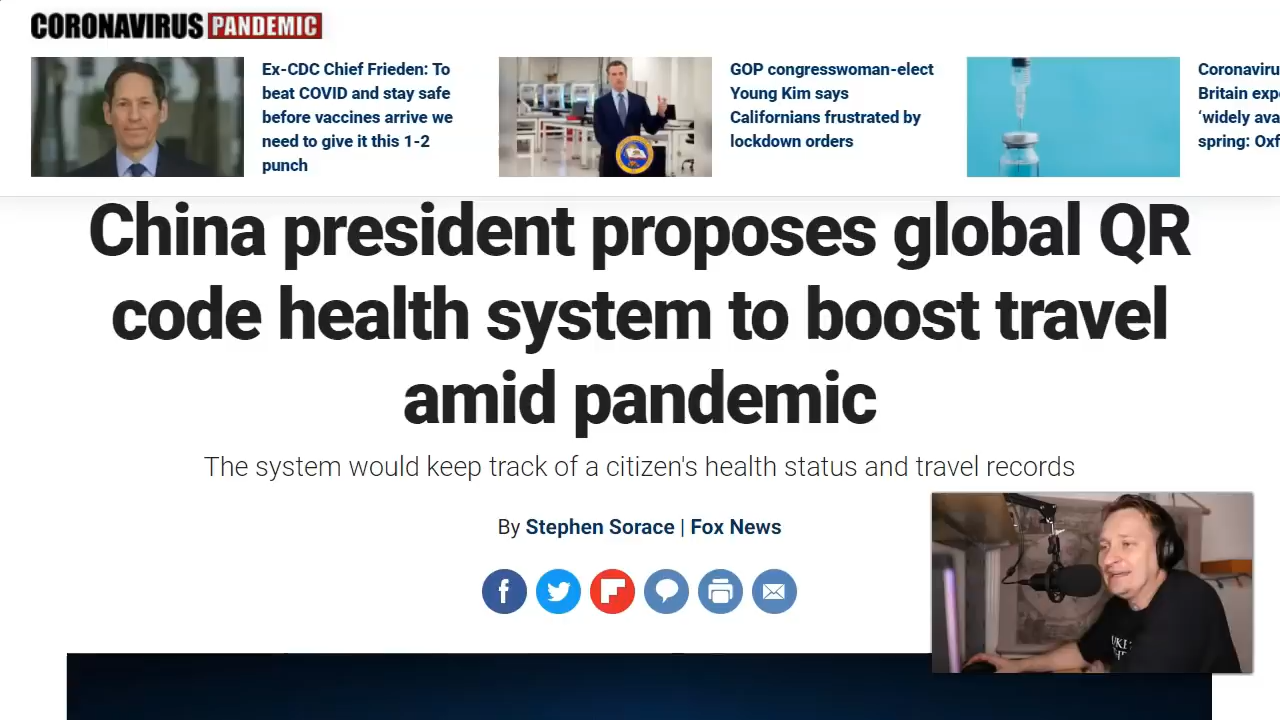 CORONAVIRUS PANDEMIC
Ex-CDC Chief Frieden: To
beat COVID and stay safe
before vaccines arrive we
need to give it this 1-2
punch
GOP congresswoman-elect
Young Kim says
Californians frustrated by
lockdown orders
Coronaviru
Britain exp
‘widely ava
spring: Oxf
China president proposes global QR
code health system to boost travel
amid pandemic
The system would keep track of a citizen's health status and travel records
By Stephen Sorace | Fox News